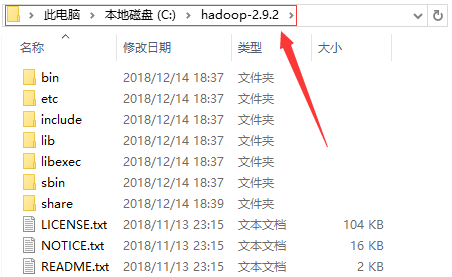 此电脑 › 本地磁盘 (C:) › hadoop-2.9.2 ›
名称 修改日期 类型 大小
bin 2018/12/14 18:37 文件夹
etc 2018/12/14 18:37 文件夹
include 2018/12/14 18:37 文件夹
lib 2018/12/14 18:37 文件夹
libexec 2018/12/14 18:37 文件夹
sbin 2018/12/14 18:37 文件夹
share 2018/12/14 18:39 文件夹
LICENSE.txt 2018/11/13 23:15 文本文档 104 KB
NOTICE.txt 2018/11/13 23:15 文本文档 16 KB
README.txt 2018/11/13 23:15 文本文档 2 KB